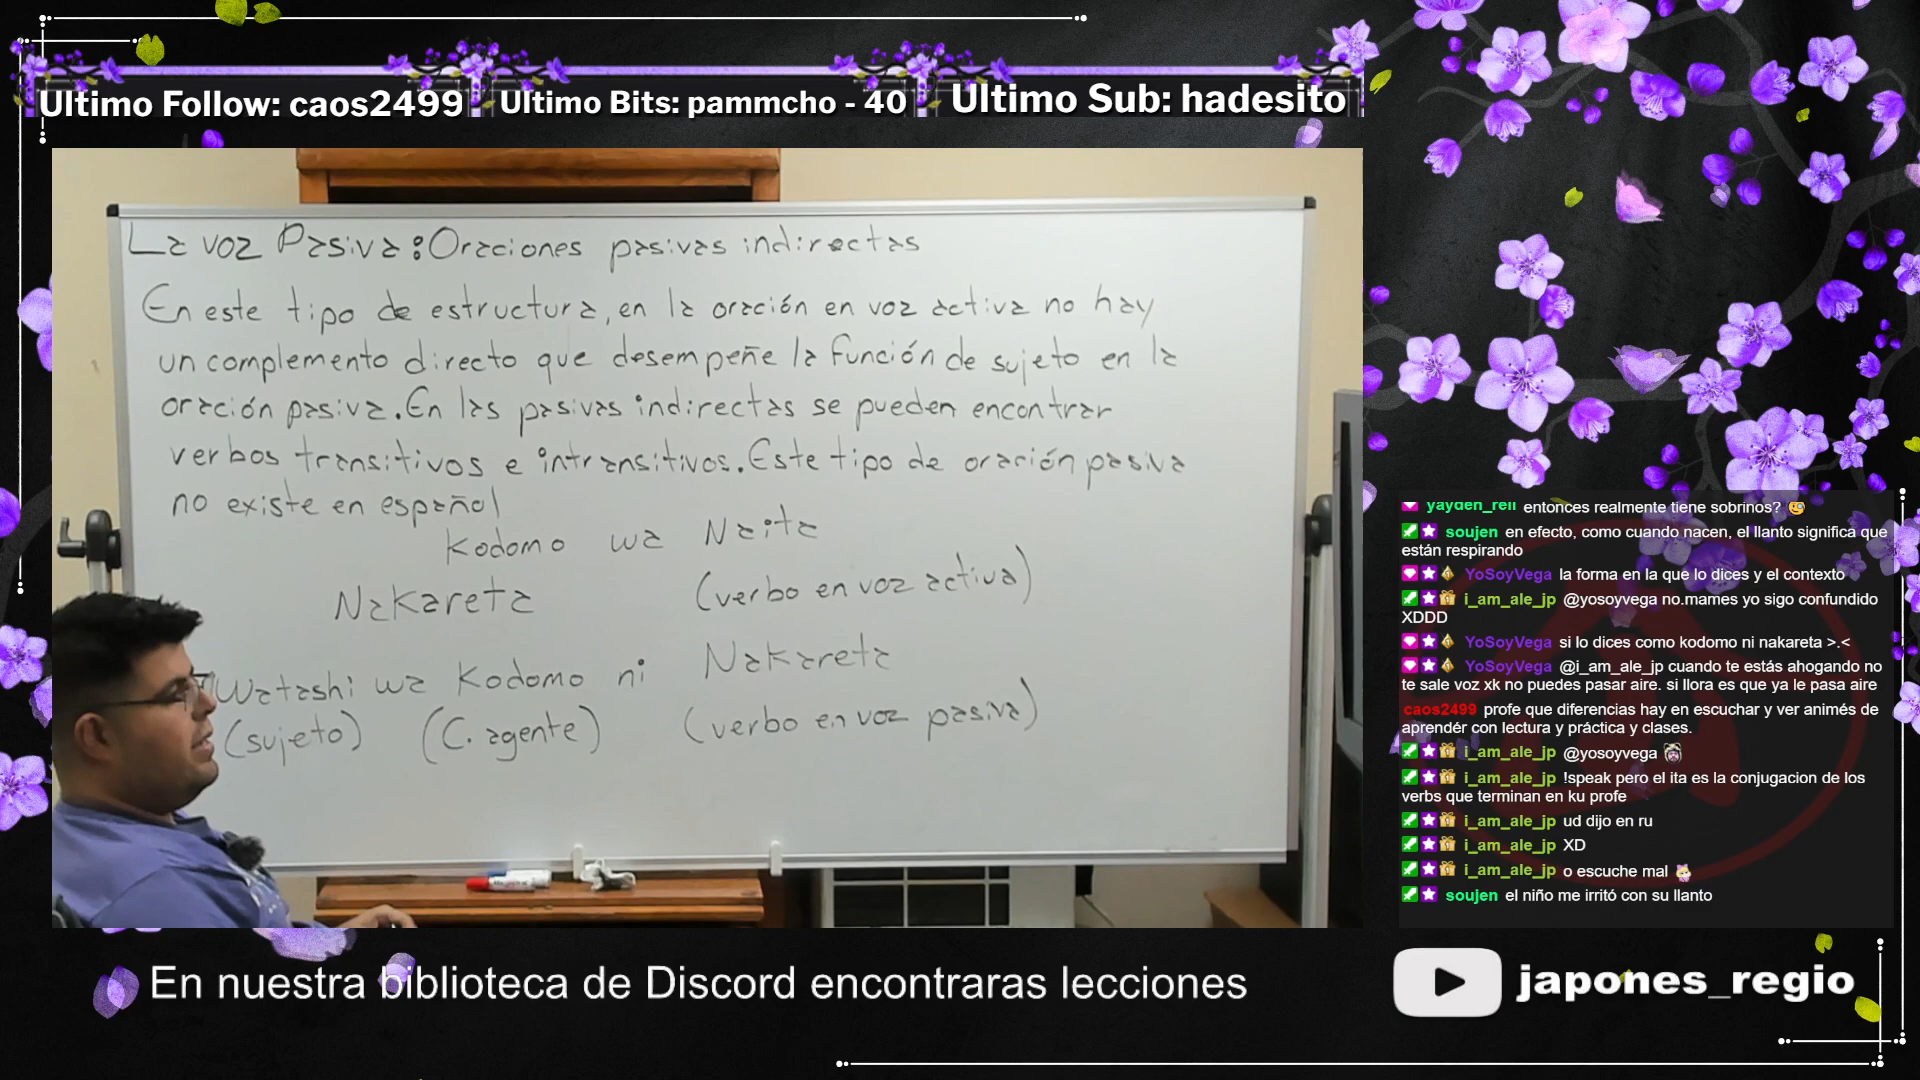 Ultimo Follow: caos2499
Ultimo Bits: pammcho - 40
Ultimo Sub: hadesito
La voz Pasiva: Oraciones pasivas indirectas
En este tipo de estructura, en la oración en voz activa no hay
un complemento directo que desempeñe la función de sujeto en la
oración pasiva. En las pasivas indirectas se pueden encontrar
verbos transitivos e intransitivos. Este tipo de oración pasiva
no existe en español
Kodomo wa Naita
Nakareta (verbo en voz activa)
Watashi wa Kodomo ni Nakareta
(sujeto) (C. agente) (verbo en voz pasiva)
yayden_reli entonces realmente tiene sobrinos?
soujen en efecto, como cuando nacen, el llanto significa que
están respirando
YoSoyVega la forma en la que lo dices y el contexto
i_am_ale_jp @yosoyvega no.mames yo sigo confundido
XDDD
YoSoyVega si lo dices como kodomo ni nakareta >.<
YoSoyVega @i_am_ale_jp cuando te estás ahogando no
te sale voz xk no puedes pasar aire. si llora es que ya le pasa aire
caos2499 profe que diferencias hay en escuchar y ver animés de
aprendér con lectura y práctica y clases.
i_am_ale_jp @yosoyvega
i_am_ale_jp !speak pero el ita es la conjugacion de los
verbs que terminan en ku profe
i_am_ale_jp ud dijo en ru
i_am_ale_jp XD
i_am_ale_jp o escuche mal
soujen el niño me irritó con su llanto
En nuestra biblioteca de Discord encontraras lecciones
japones_regio